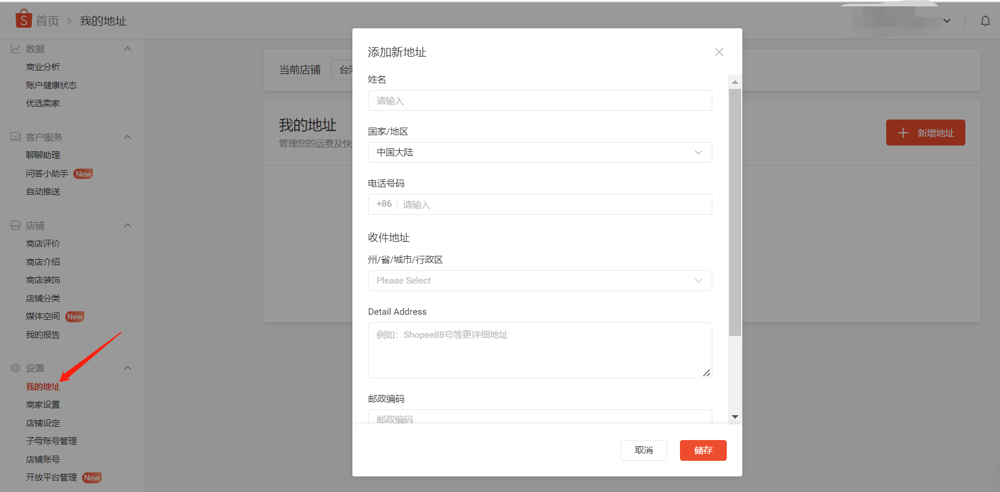 首页 > 我的地址
数据
商业分析
账户健康状态
优选卖家
客户服务
聊聊助理
问答小助手 New
自动推送
店铺
商店评价
商店介绍
商店装饰
店铺分类
媒体空间 New
我的报告
设置
我的地址
商家设置
店铺设定
子母账号管理
店铺账号
开放平台管理 New
当前店铺 台
我的地址
管理您的运费及快
新增地址
添加新地址
姓名
请输入
国家/地区
中国大陆
电话号码
+86 请输入
收件地址
州/省/城市/行政区
Please Select
Detail Address
例如：Shopee88号等更详细地址
邮政编码
邮政编码
取消 储存